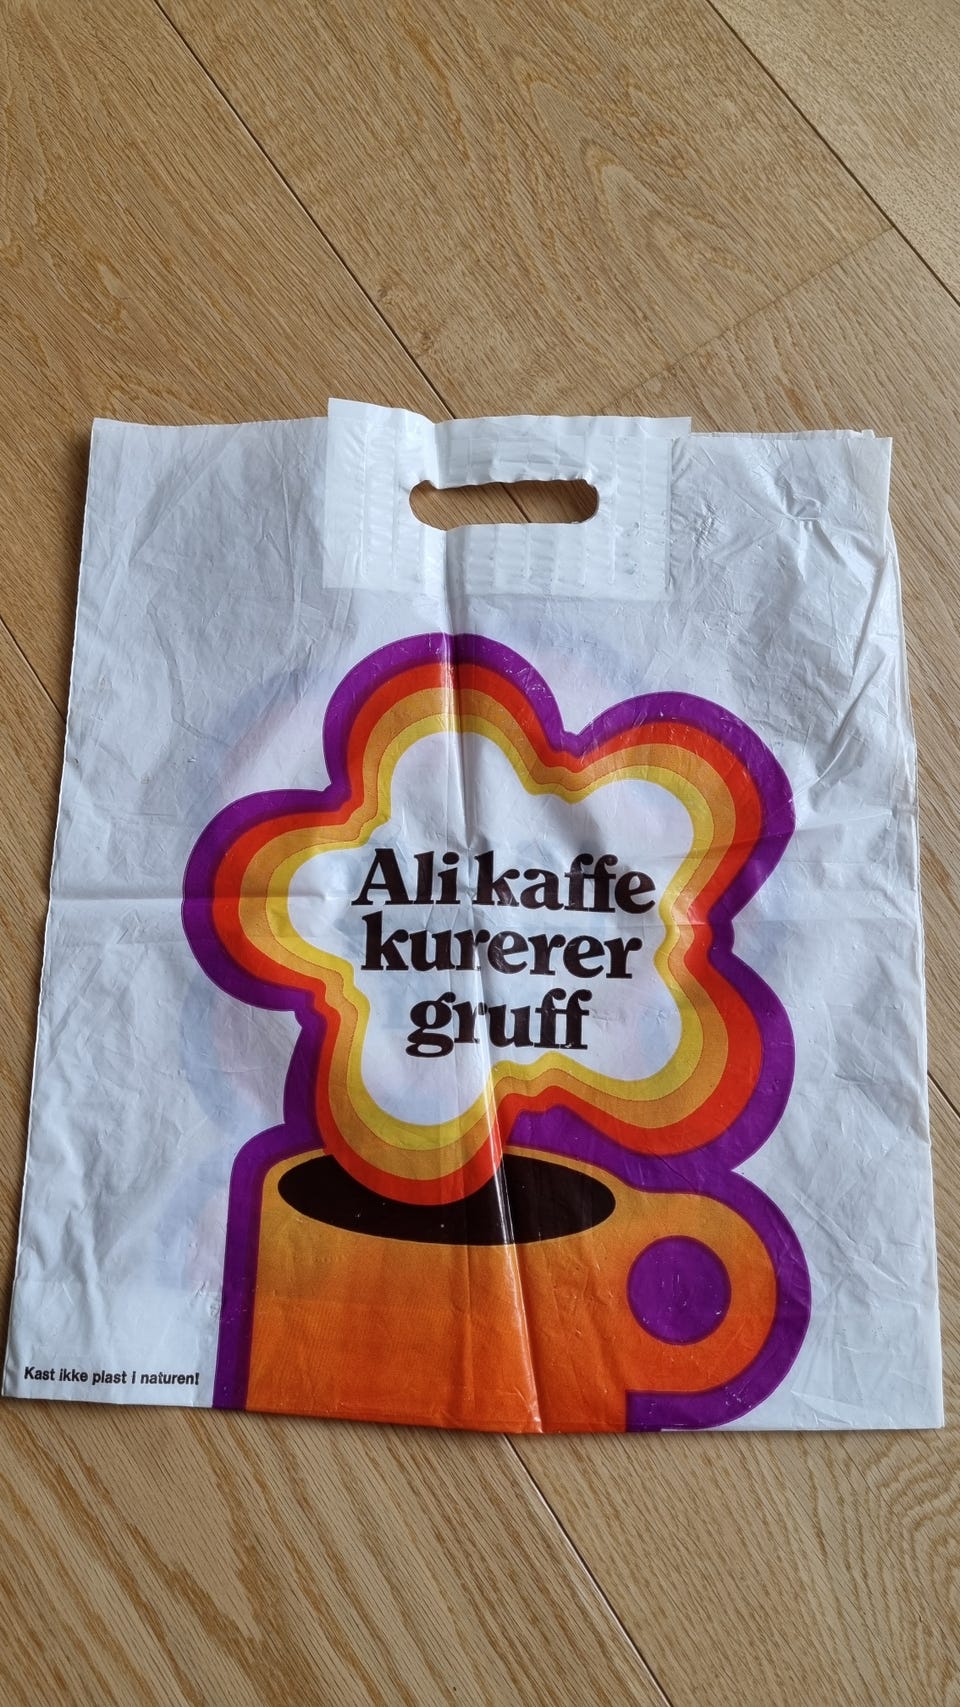 Ali kaffe
kurerer
gruff
Kast ikke plast i naturen!